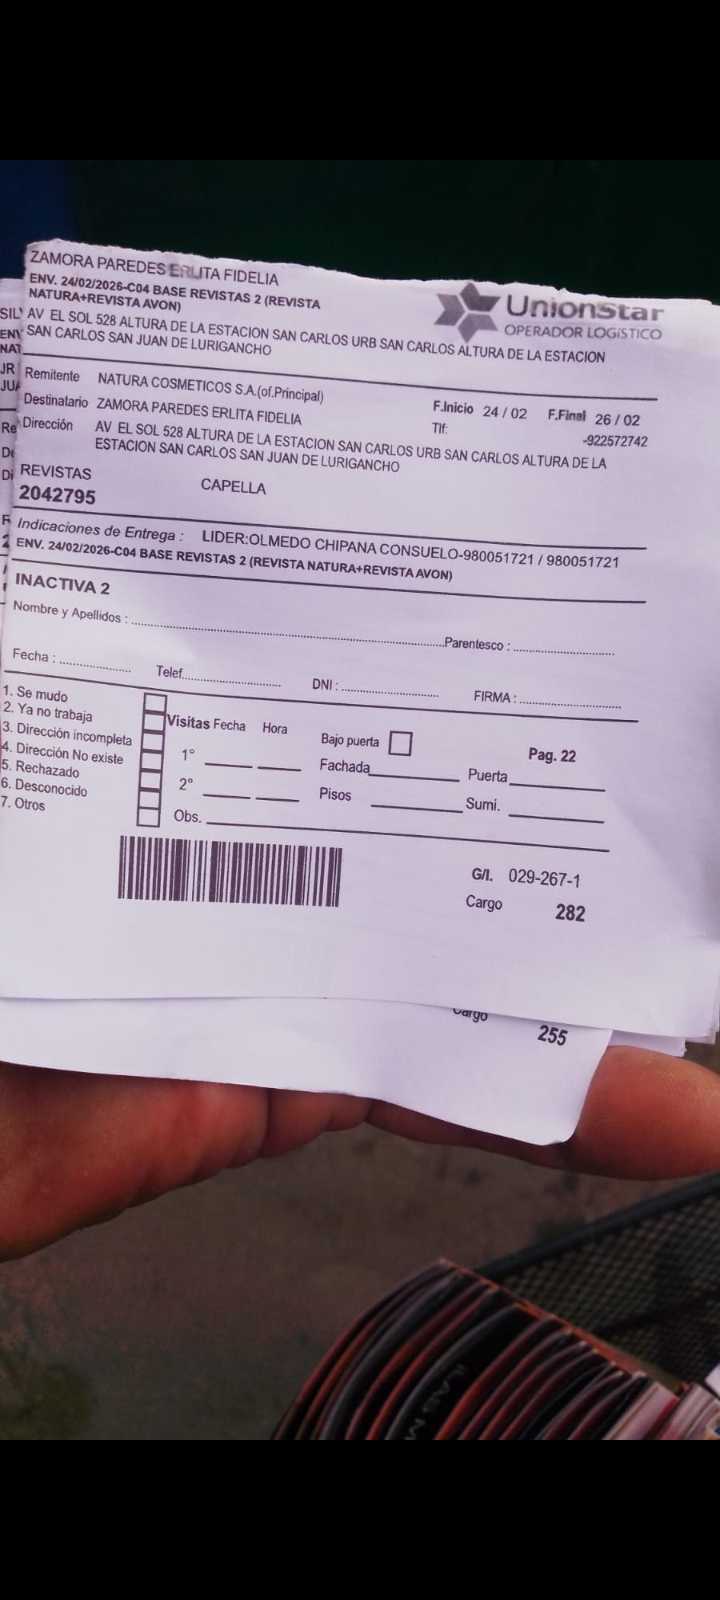 ZAMORA PAREDES ERLITA FIDELIA
ENV. 24/02/2026-C04 BASE REVISTAS 2 (REVISTA
NATURA+REVISTA AVON)
UnionStar
OPERADOR LOGíSTICO
AV EL SOL 528 ALTURA DE LA ESTACION SAN CARLOS URB SAN CARLOS ALTURA DE LA ESTACION
SAN CARLOS SAN JUAN DE LURIGANCHO
Remitente NATURA COSMETICOS S.A.(of.Principal)
F.Inicio 24 / 02 F.Final 26 / 02
Destinatario ZAMORA PAREDES ERLITA FIDELIA
Tlf: -922572742
Dirección AV EL SOL 528 ALTURA DE LA ESTACION SAN CARLOS URB SAN CARLOS ALTURA DE LA
ESTACION SAN CARLOS SAN JUAN DE LURIGANCHO
REVISTAS CAPELLA
2042795
Indicaciones de Entrega : LIDER:OLMEDO CHIPANA CONSUELO-980051721 / 980051721
ENV. 24/02/2026-C04 BASE REVISTAS 2 (REVISTA NATURA+REVISTA AVON)
INACTIVA 2
Nombre y Apellidos : Parentesco :
Fecha : Telef. DNI : FIRMA :
1. Se mudo
2. Ya no trabaja
3. Dirección incompleta
4. Dirección No existe
5. Rechazado
6. Desconocido
7. Otros
Visitas Fecha Hora
1°
2°
Obs.
Bajo puerta
Pag. 22
Fachada Puerta
Pisos Sumi.
G/I. 029-267-1
Cargo 282
Cargo
255